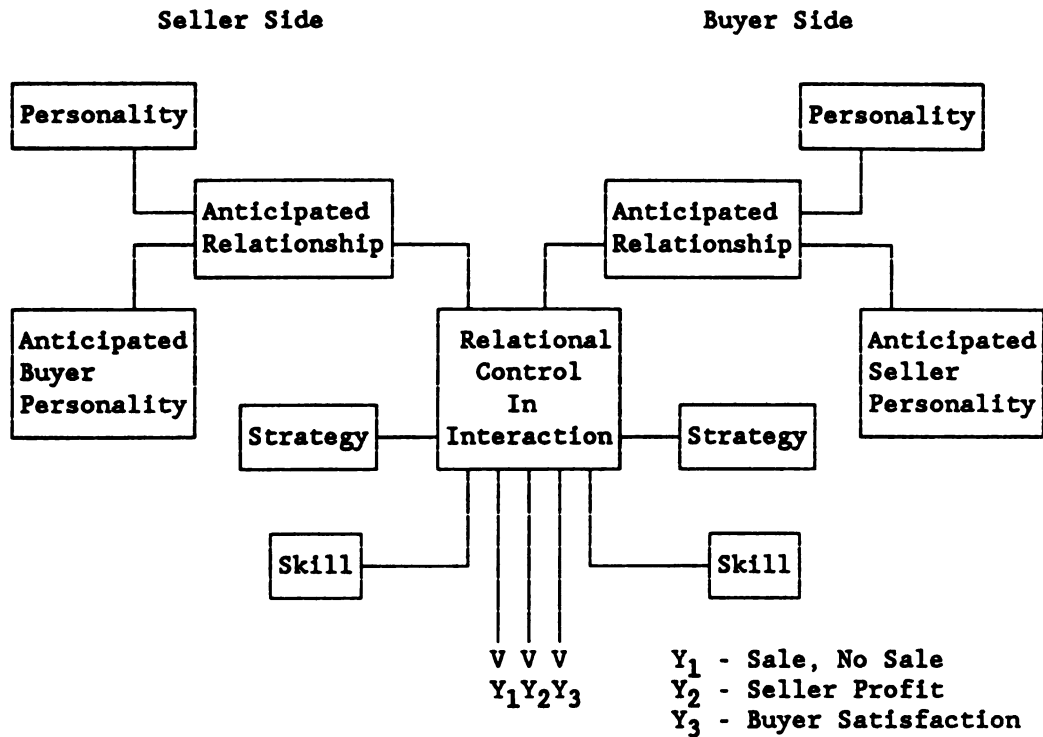 Seller Side
Buyer Side
Personality
Personality
Anticipated
Relationship
Anticipated
Relationship
Anticipated
Buyer
Personality
Relational
Control
In
Interaction
Anticipated
Seller
Personality
Strategy
Strategy
Skill
Skill
V V V
Y1 Y2 Y3
Y1 - Sale, No Sale
Y2 - Seller Profit
Y3 - Buyer Satisfaction